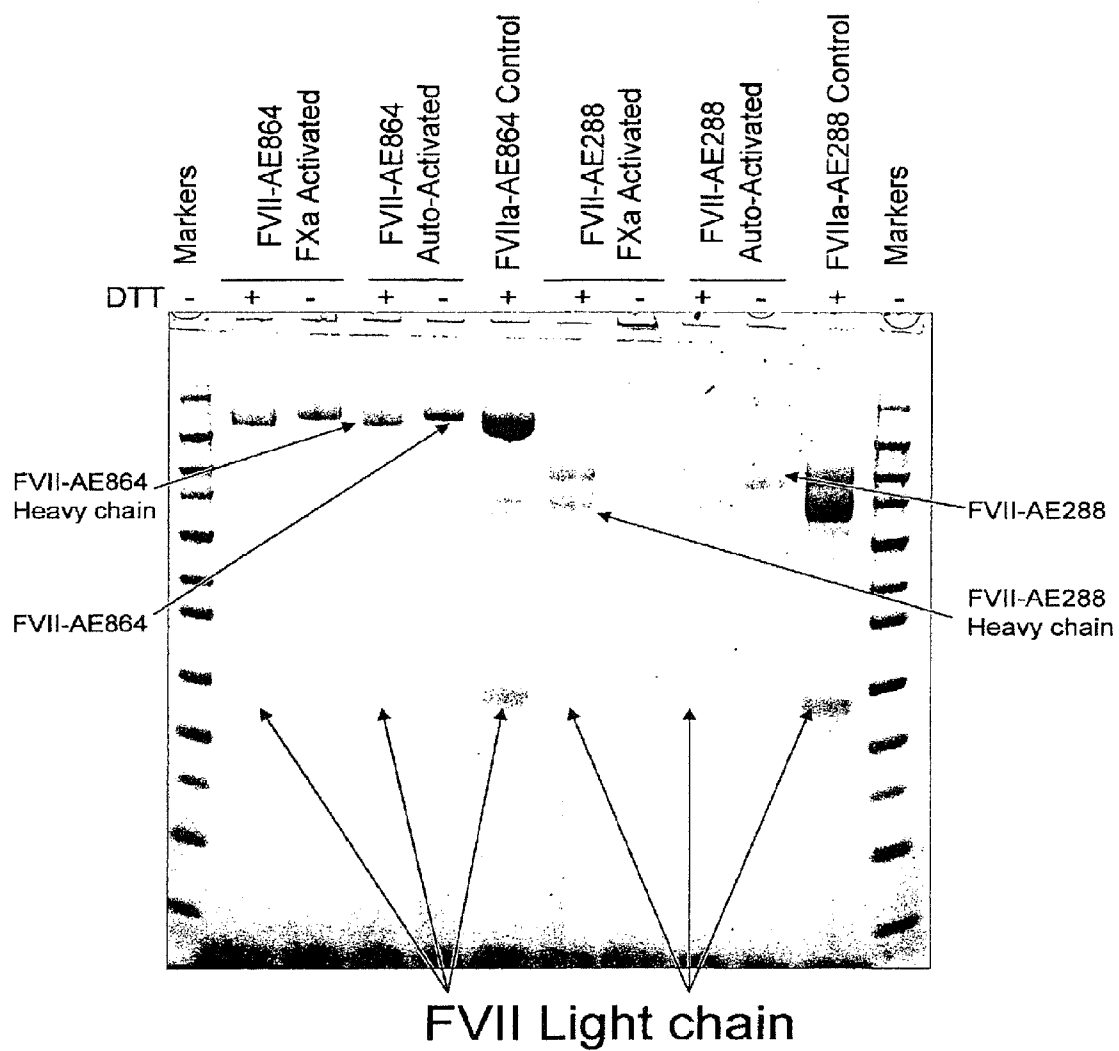 Markers
FVII-AE864
FXa Activated
FVII-AE864
Auto-Activated
FVIIa-AE864 Control
FVII-AE288
FXa Activated
FVII-AE288
Auto-Activated
FVIIa-AE288 Control
Markers
DTT - + - + - + + - + - + -
FVII-AE864
Heavy chain
FVII-AE864
FVII-AE288
FVII-AE288
Heavy chain
FVII Light chain